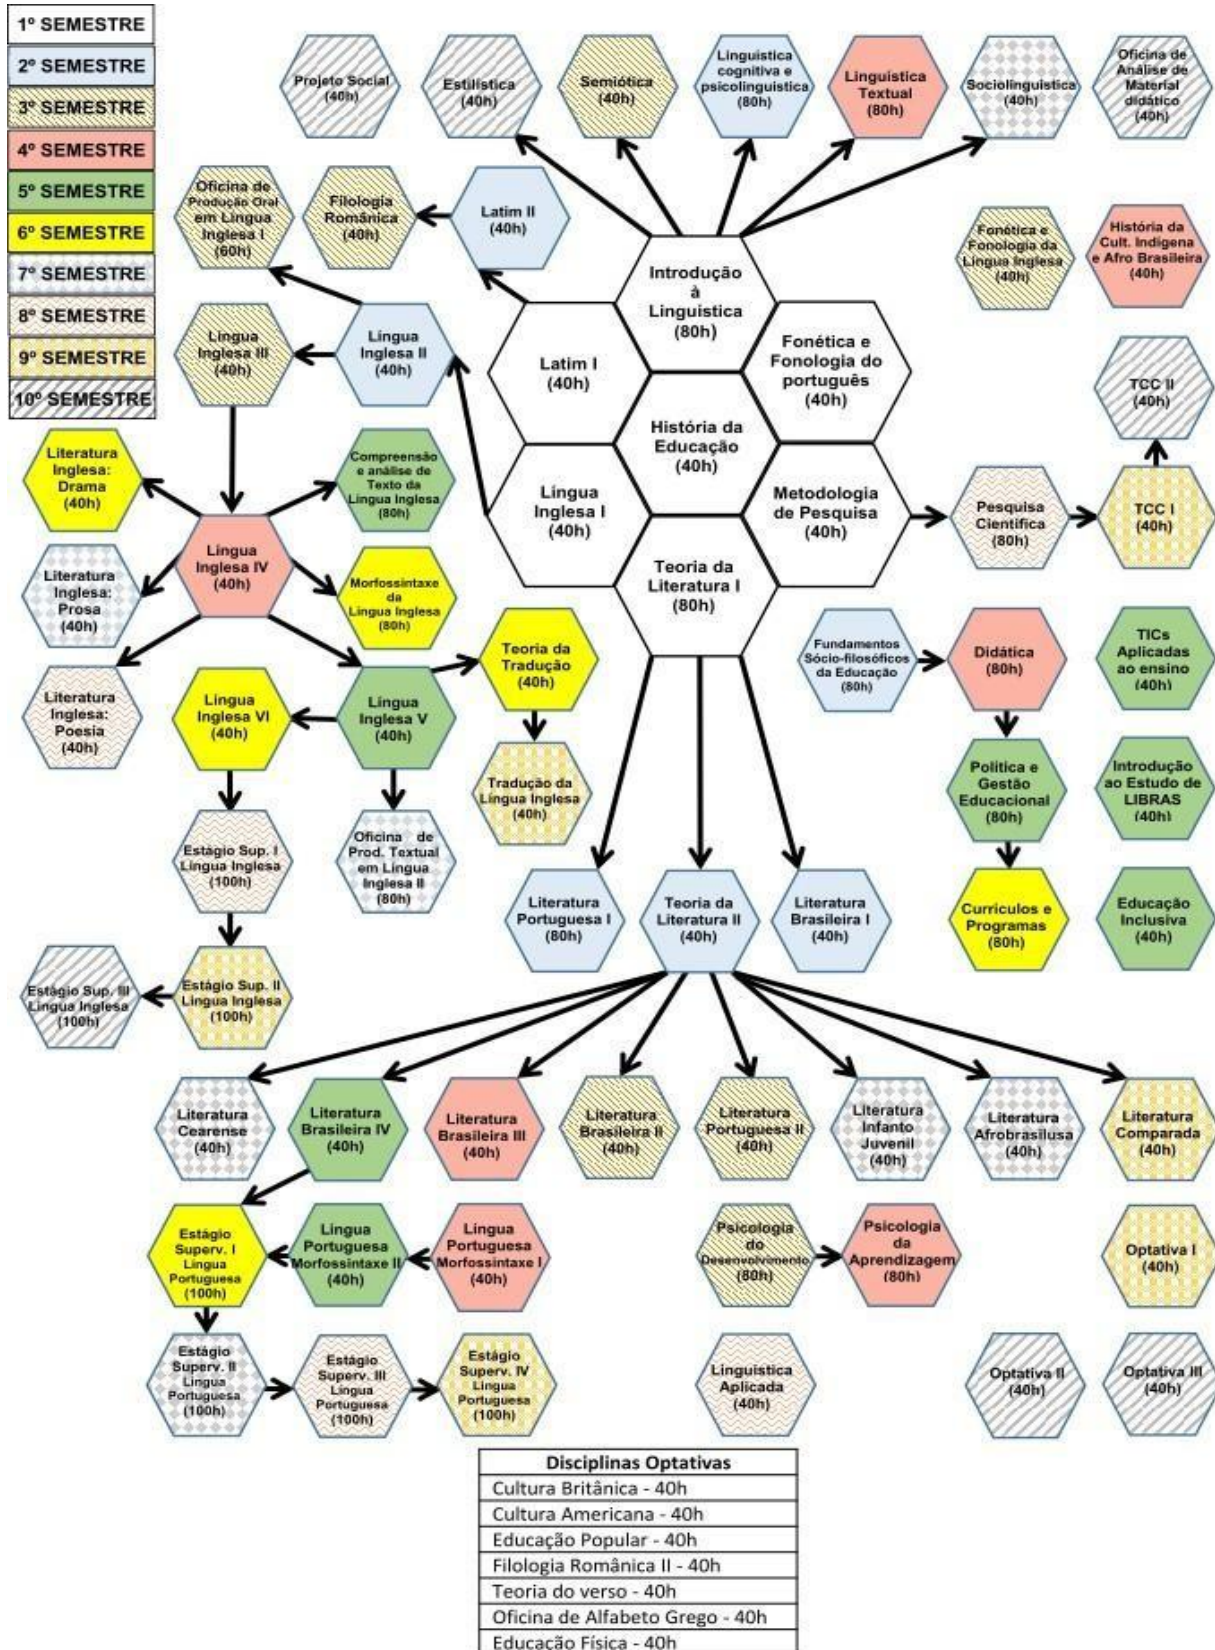 1º SEMESTRE
2º SEMESTRE
3º SEMESTRE
4º SEMESTRE
5º SEMESTRE
6º SEMESTRE
7º SEMESTRE
8º SEMESTRE
9º SEMESTRE
10º SEMESTRE
Projeto Social
(40h)
Estilística
(40h)
Semiótica
(40h)
Linguistica
cognitiva e
psicolinguistica
(80h)
Linguistica
Textual
(80h)
Sociolinguistica
(40h)
Oficina de
Análise de
Material
didático
(40h)
Oficina de
Produção Oral
em Língua
Inglesa I
(60h)
Filologia
Românica
(40h)
Latim II
(40h)
Introdução
à
Linguistica
(80h)
Fonética e
Fonologia da
Língua Inglesa
(40h)
História da
Cult. Indígena
e Afro Brasileira
(40h)
Língua
Inglesa III
(40h)
Língua
Inglesa II
(40h)
Latim I
(40h)
Fonética e
Fonologia do
português
(40h)
História da
Educação
(40h)
TCC II
(40h)
Literatura
Inglesa:
Drama
(40h)
Compreensão
e análise de
Texto da
Língua Inglesa
(80h)
Língua
Inglesa I
(40h)
Metodologia
de Pesquisa
(40h)
Pesquisa
Científica
(80h)
TCC I
(40h)
Língua
Inglesa IV
(40h)
Literatura
Inglesa:
Prosa
(40h)
Morfossintaxe
da
Língua Inglesa
(80h)
Teoria da
Literatura I
(80h)
Teoria da
Tradução
(40h)
Fundamentos
Sócio-filosóficos
da Educação
(80h)
Didática
(80h)
TICs
Aplicadas
ao ensino
(40h)
Literatura
Inglesa:
Poesia
(40h)
Língua
Inglesa VI
(40h)
Língua
Inglesa V
(40h)
Tradução da
Língua Inglesa
(40h)
Política e
Gestão
Educacional
(80h)
Introdução
ao Estudo de
LIBRAS
(40h)
Estágio Sup. I
Língua Inglesa
(100h)
Oficina de
Prod. Textual
em Língua
Inglesa II
(80h)
Literatura
Portuguesa I
(80h)
Teoria da
Literatura II
(40h)
Literatura
Brasileira I
(40h)
Currículos e
Programas
(80h)
Educação
Inclusiva
(40h)
Estágio Sup. III
Língua Inglesa
(100h)
Estágio Sup. II
Língua Inglesa
(100h)
Literatura
Cearense
(40h)
Literatura
Brasileira IV
(40h)
Literatura
Brasileira III
(40h)
Literatura
Brasileira II
(40h)
Literatura
Portuguesa II
(40h)
Literatura
Infanto
Juvenil
(40h)
Literatura
Afrobrasilusa
(40h)
Literatura
Comparada
(40h)
Estágio
Superv. I
Língua
Portuguesa
(100h)
Língua
Portuguesa
Morfossintaxe II
(40h)
Língua
Portuguesa
Morfossintaxe I
(40h)
Psicologia
do
Desenvolvimento
(80h)
Psicologia
da
Aprendizagem
(80h)
Optativa I
(40h)
Estágio
Superv. II
Língua
Portuguesa
(100h)
Estágio
Superv. III
Língua
Portuguesa
(100h)
Estágio
Superv. IV
Língua
Portuguesa
(100h)
Linguistica
Aplicada
(40h)
Optativa II
(40h)
Optativa III
(40h)
Disciplinas Optativas
Cultura Britânica - 40h
Cultura Americana - 40h
Educação Popular - 40h
Filologia Românica II - 40h
Teoria do verso - 40h
Oficina de Alfabeto Grego - 40h
Educação Física - 40h